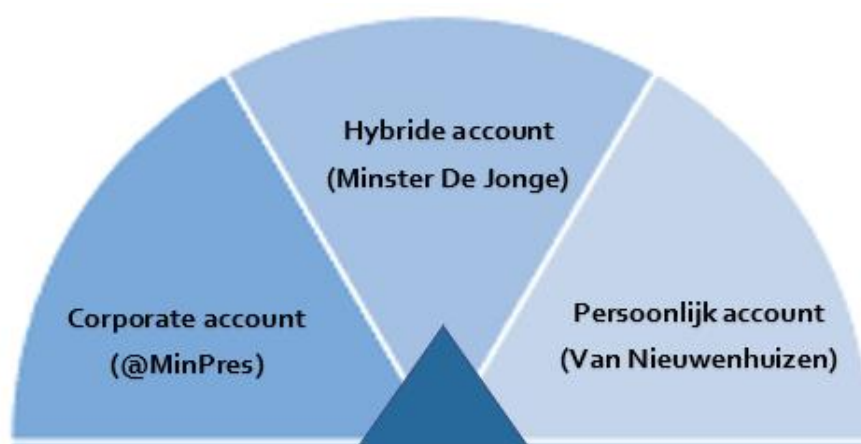 Hybride account
(Minster De Jonge)
Corporate account
(@MinPres)
Persoonlijk account
(Van Nieuwenhuizen)